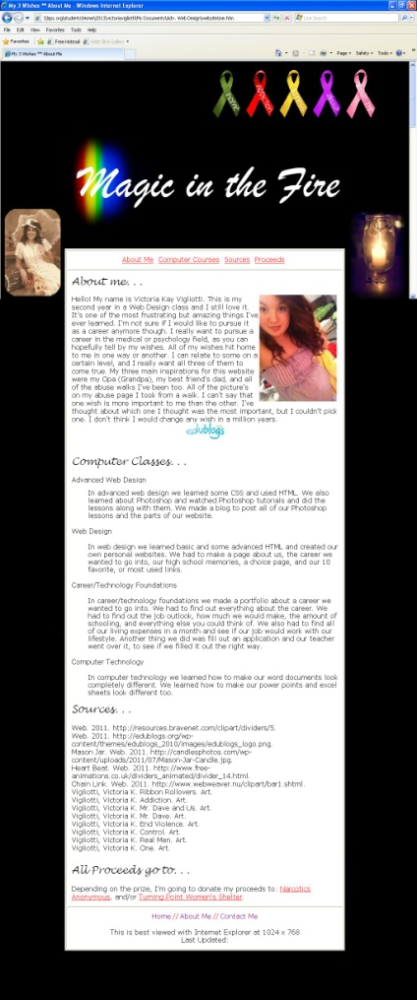 My 3 Wishes ** About Me - Windows Internet Explorer
Live Search
File Edit View Favorites Tools Help
Favorites Free Hotmail Web Slice Gallery
My 3 Wishes ** About Me
Page Safety Tools
Magic in the Fire
About Me Computer Courses Sources Proceeds
About me. . .
Hello! My name is Victoria Kay Vigliotti. This is my
second year in a Web Design class and I still love it.
It's one of the most frustrating but amazing things I've
ever learned. I'm not sure if I would like to pursue it
as a career anymore though. I really want to pursue a
career in the medical or psychology field, as you can
hopefully tell by my wishes. All of my wishes hit home
to me in one way or another. I can relate to some on a
certain level, and I really want all three of them to
come true. My three main inspirations for this website
were my Opa (Grandpa), my best friend's dad, and all
of the abuse walks I've been too. All of the picture's
on my abuse page I took from a walk. I can't say that
one wish is more important to me than the other. I've
thought about which one I thought was the most important, but I couldn't pick
one. I don't think I would change any wish in a million years.
edublogs
Computer Classes. . .
Advanced Web Design
In advanced web design we learned some CSS and used HTML. We also
learned about Photoshop and watched Photoshop tutorials and did the
lessons along with them. We made a blog to post all of our Photoshop
lessons and the parts of our website.
Web Design
In web design we learned basic and some advanced HTML and created our
own personal websites. We had to make a page about us, the career we
wanted to go into, our high school memories, a choice page, and our 10
favorite, or most used links.
Career/Technology Foundations
In career/technology foundations we made a portfolio about a career we
wanted to go into. We had to find out everything about the career. We
had to find out the job outlook, how much we would make, the amount of
schooling, and everything else you could think of. We also had to find all
of our living expenses in a month and see if our job would work with our
lifestyle. Another thing we did was fill out an application and our teacher
went over it, to see if we filled it out the right way.
Computer Technology
In computer technology we learned how to make our word documents look
completely different. We learned how to make our power points and excel
sheets look different too.
Sources. . .
Web. 2011. http://resources.bravenet.com/clipart/dividers/5.
Web. 2011. http://edublogs.org/wp-
content/themes/edublogs_2010/images/edublogs_logo.png.
Mason Jar. Web. 2011. http://candlesphotos.com/wp-
content/uploads/2011/07/Mason-Jar-Candle.jpg.
Heart Beat. Web. 2011. http://www.free-
animations.co.uk/dividers_animated/divider_14.html.
Chain Link. Web. 2011. http://www.webweaver.nu/clipart/bar1.shtml.
Vigliotti, Victoria K. Ribbon Rollovers. Art.
Vigliotti, Victoria K. Addiction. Art.
Vigliotti, Victoria K. Mr. Dave and Us. Art.
Vigliotti, Victoria K. Mr. Dave. Art.
Vigliotti, Victoria K. End Violence. Art.
Vigliotti, Victoria K. Control. Art.
Vigliotti, Victoria K. Real Men. Art.
Vigliotti, Victoria K. One. Art.
All Proceeds go to. . .
Depending on the prize, I'm going to donate my proceeds to: Narcotics
Anonymous, and/or Turning Point Women's Shelter.
Home // About Me // Contact Me
This is best viewed with Internet Explorer at 1024 x 768
Last Updated: